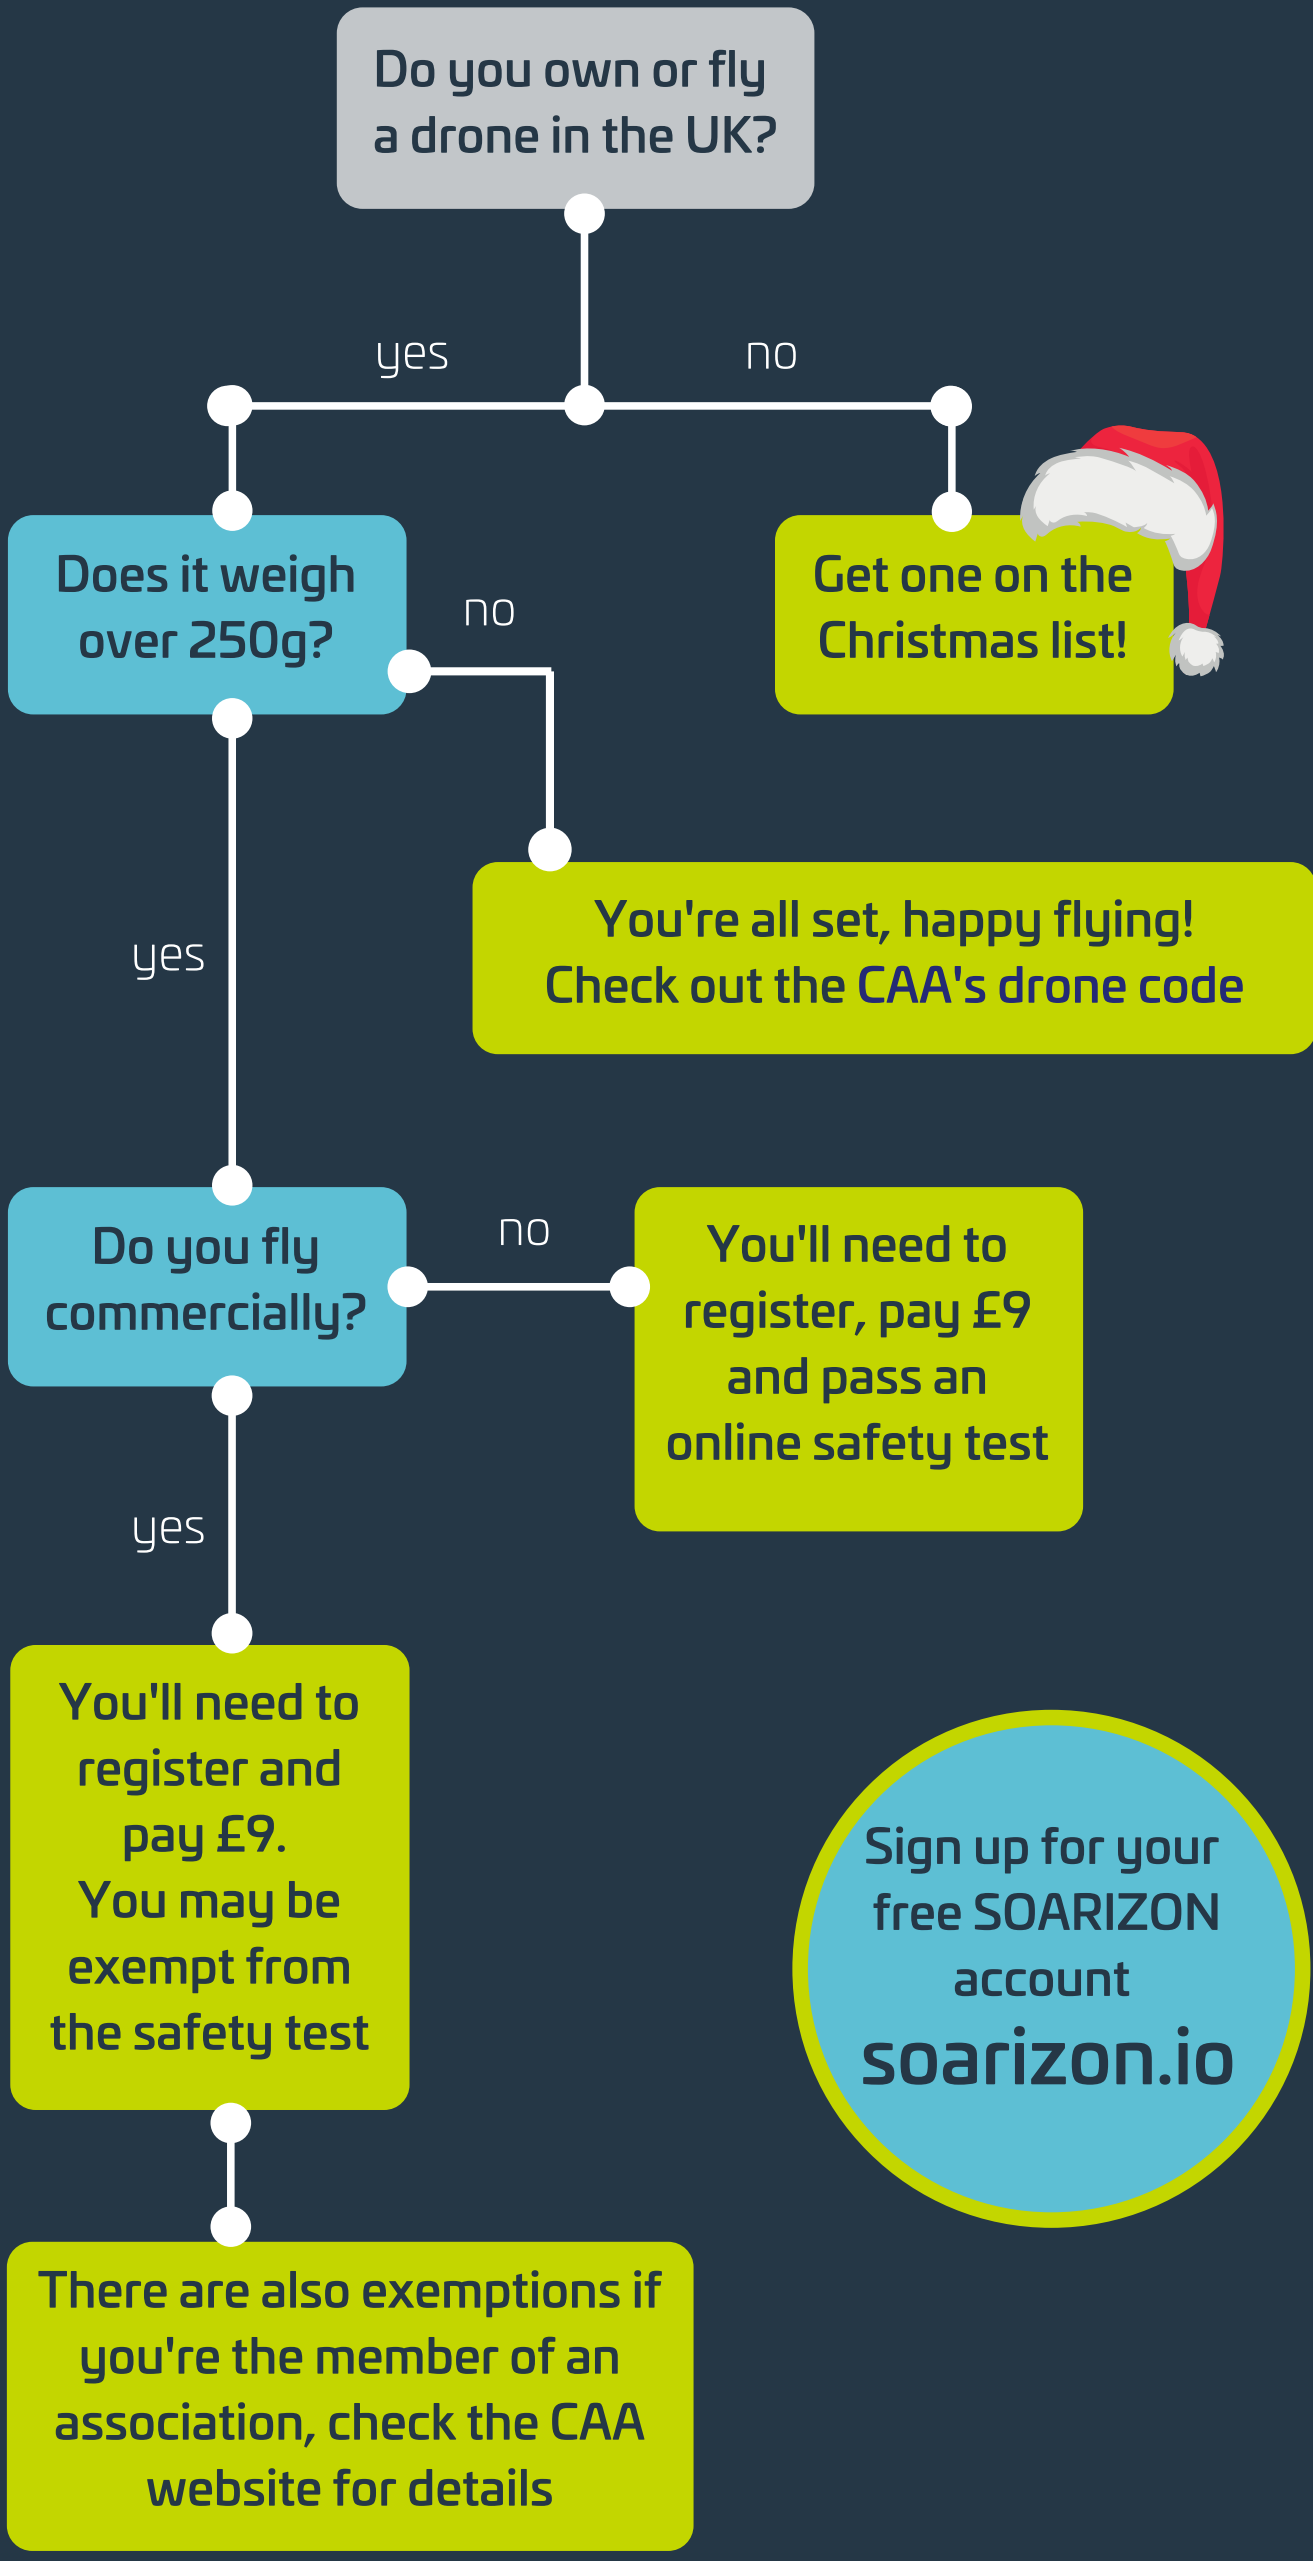 Do you own or fly
a drone in the UK?
yes
no
Does it weigh
over 250g?
no
Get one on the
Christmas list!
You're all set, happy flying!
Check out the CAA's drone code
yes
Do you fly
commercially?
no
You'll need to
register, pay £9
and pass an
online safety test
yes
You'll need to
register and
pay £9.
You may be
exempt from
the safety test
Sign up for your
free SOARIZON
account
soarizon.io
There are also exemptions if
you're the member of an
association, check the CAA
website for details